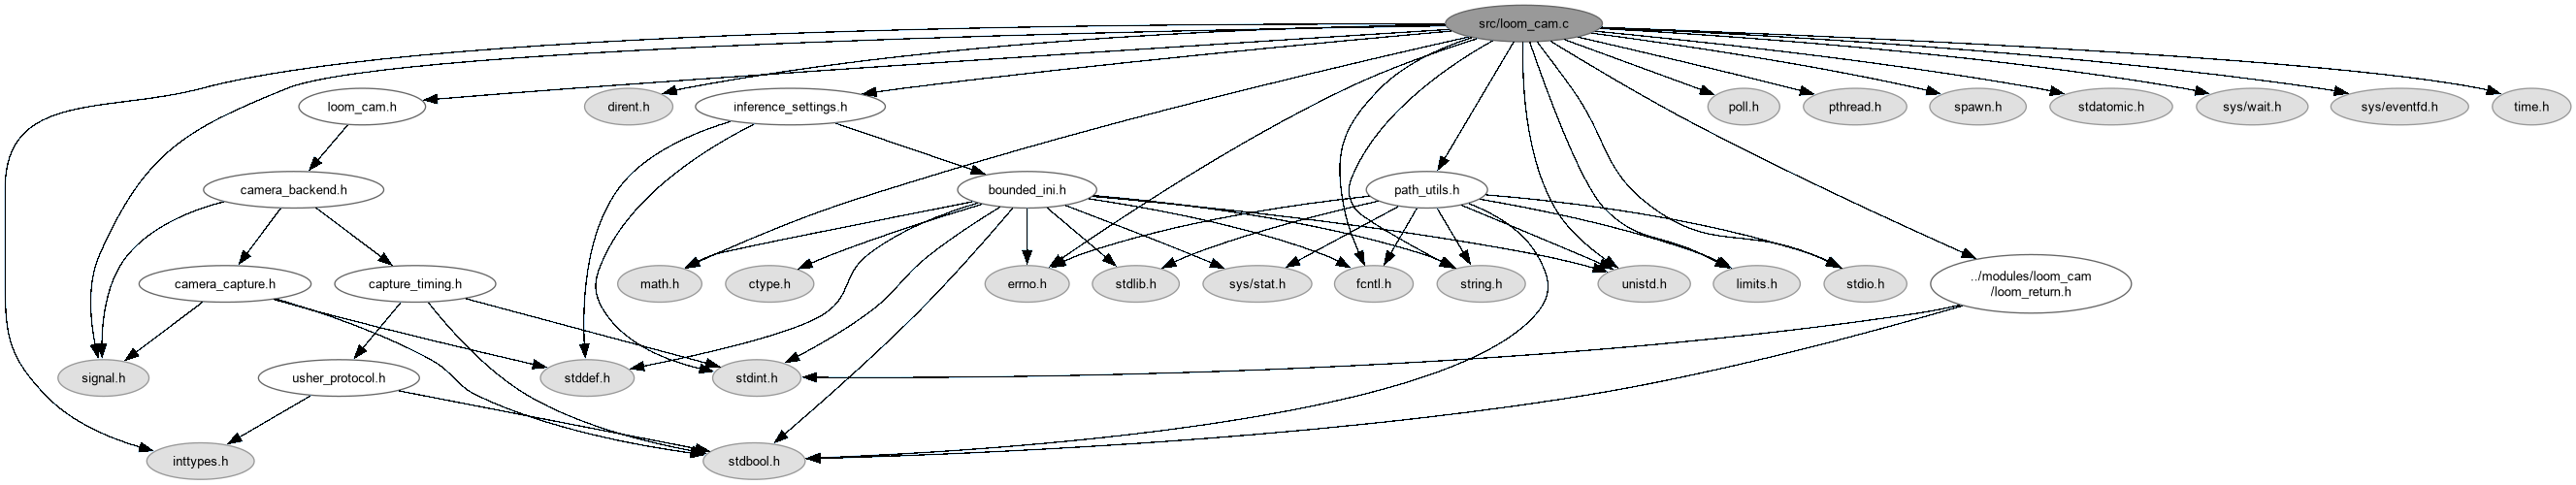 src/loom_cam.c
loom_cam.h
dirent.h
inference_settings.h
poll.h
pthread.h
spawn.h
stdatomic.h
sys/wait.h
sys/eventfd.h
time.h
camera_backend.h
bounded_ini.h
path_utils.h
camera_capture.h
capture_timing.h
math.h
ctype.h
errno.h
stdlib.h
sys/stat.h
fcntl.h
string.h
unistd.h
limits.h
stdio.h
../modules/loom_cam
/loom_return.h
signal.h
usher_protocol.h
stddef.h
stdint.h
inttypes.h
stdbool.h